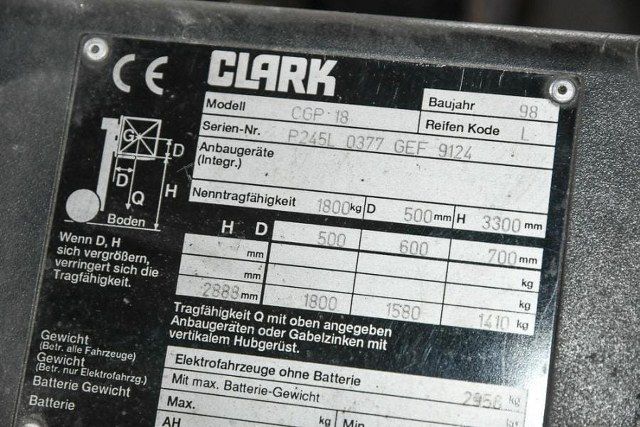 CE CLARK
Modell CGP 18 Baujahr 98
Serien-Nr. P245L 0377 GEF 9124 Reifen Kode L
Anbaugeräte
(Integr.)
Nenntragfähigkeit 1800 kg D 500 mm H 3300 mm
G
D
D
H
Q
Boden
Wenn D, H
sich vergrößern,
verringert sich die
Tragfähigkeit.
H D 500 600 700 mm
mm kg
mm kg
2888 mm 1800 1580 1410 kg
Tragfähigkeit Q mit oben angegeben
Anbaugeräten oder Gabelzinken mit
vertikalem Hubgerüst.
Gewicht
(Betr. alle Fahrzeuge)
Gewicht
(Betr. nur Elektrofahrzg.)
Batterie Gewicht
Batterie
Elektrofahrzeuge ohne Batterie
Mit max. Batterie-Gewicht 2958 kg
Max. kg Min. kg
AH